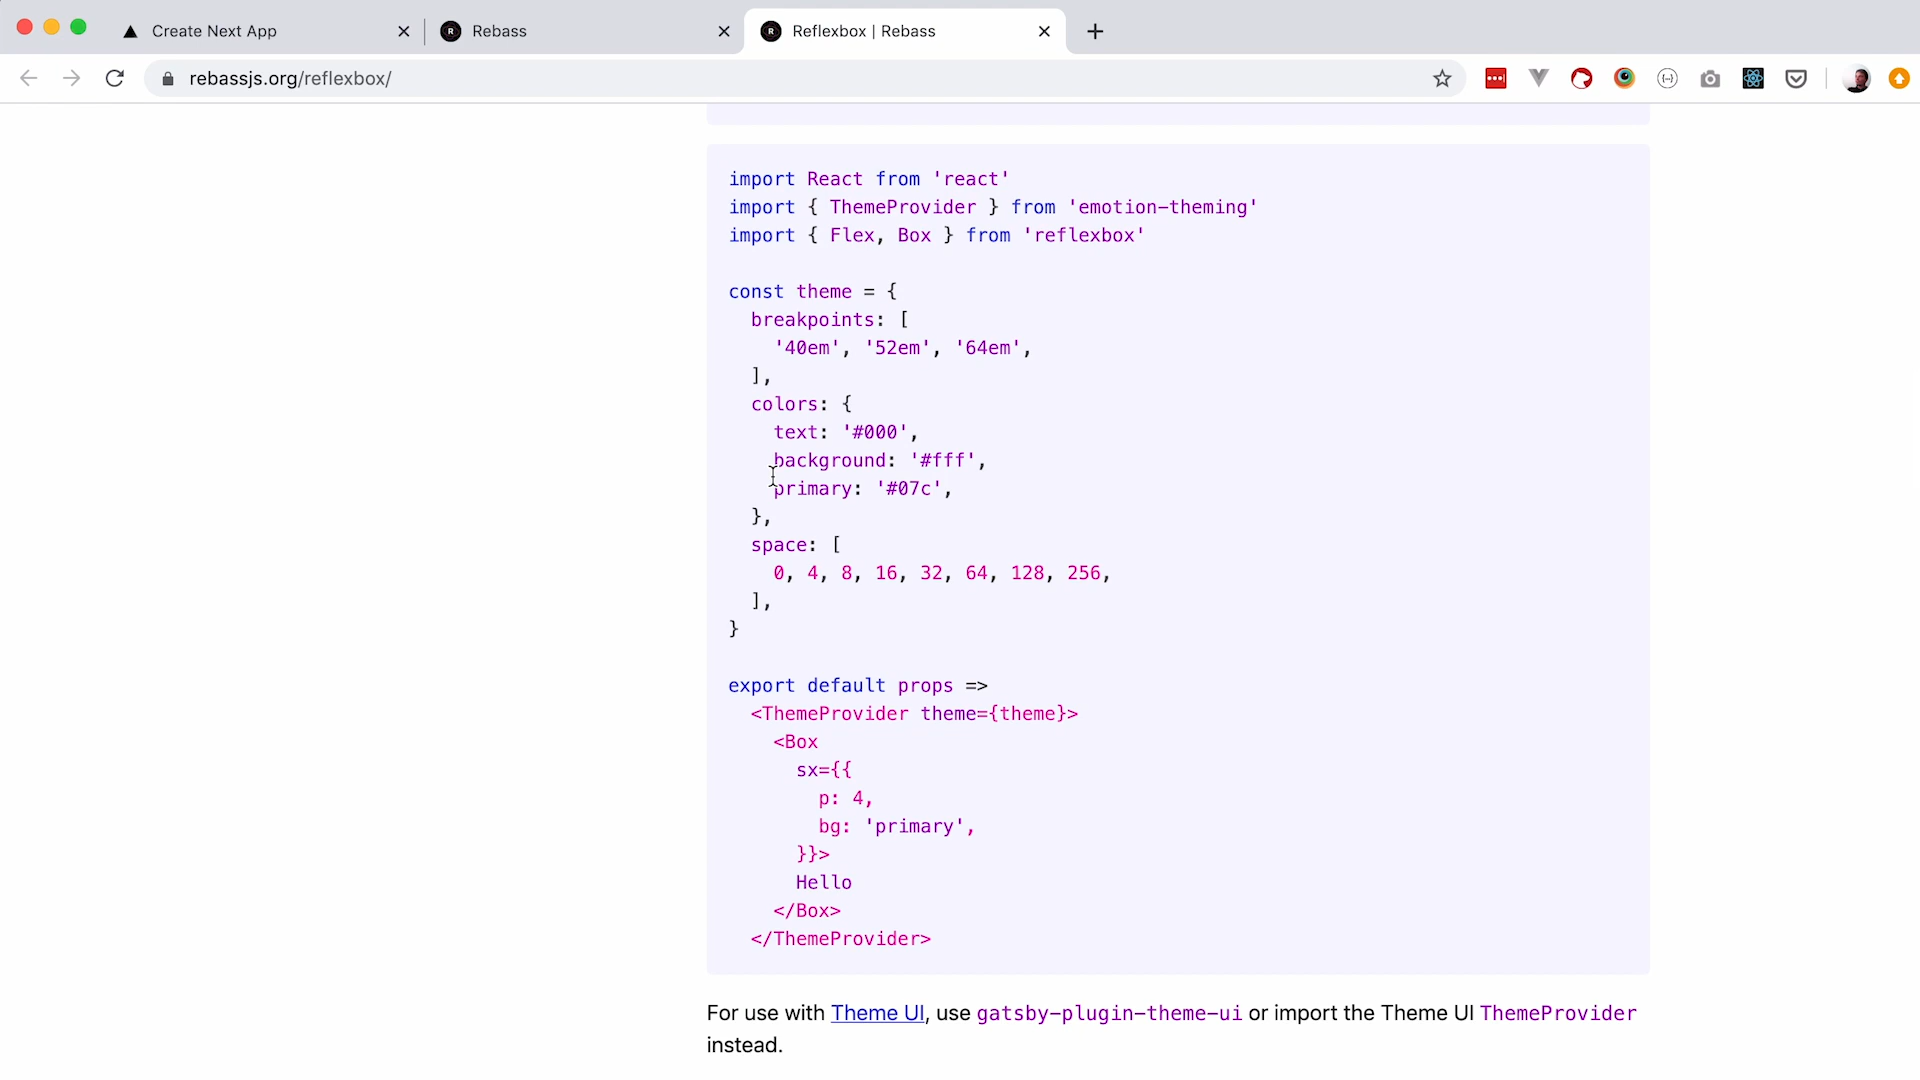 Create Next App
Rebass
Reflexbox | Rebass
rebassjs.org/reflexbox/
import React from 'react'
import { ThemeProvider } from 'emotion-theming'
import { Flex, Box } from 'reflexbox'
const theme = {
breakpoints: [
'40em', '52em', '64em',
],
colors: {
text: '#000',
background: '#fff',
primary: '#07c',
},
space: [
0, 4, 8, 16, 32, 64, 128, 256,
],
}
export default props =>
<ThemeProvider theme={theme}>
<Box
sx={{
p: 4,
bg: 'primary',
}}>
Hello
</Box>
</ThemeProvider>
For use with Theme UI, use gatsby-plugin-theme-ui or import the Theme UI ThemeProvider
instead.